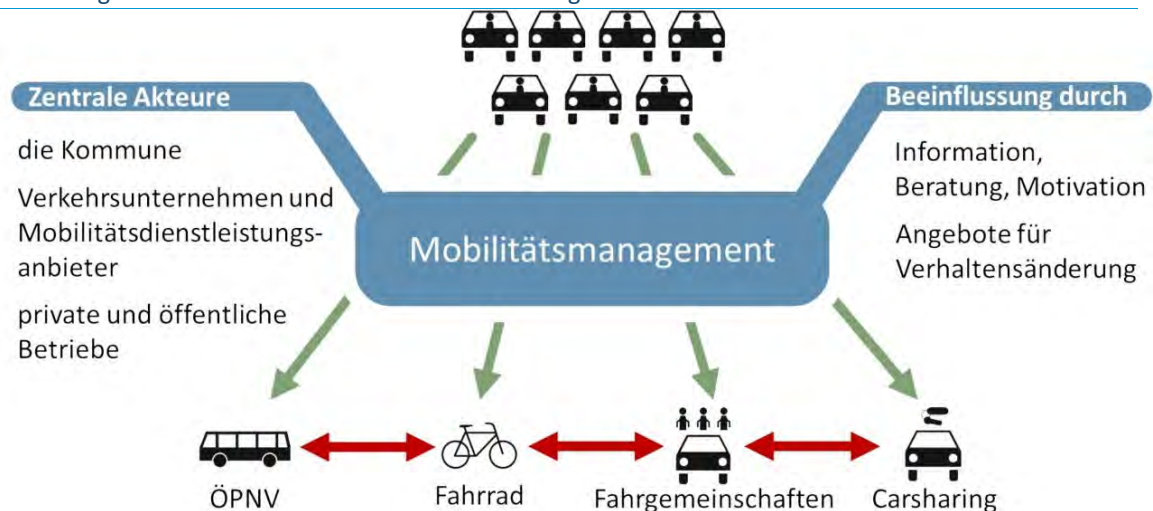 Zentrale Akteure
die Kommune
Verkehrsunternehmen und
Mobilitätsdienstleistungs-
anbieter
private und öffentliche
Betriebe
Mobilitätsmanagement
Beeinflussung durch
Information,
Beratung, Motivation
Angebote für
Verhaltensänderung
ÖPNV
Fahrrad
Fahrgemeinschaften
Carsharing